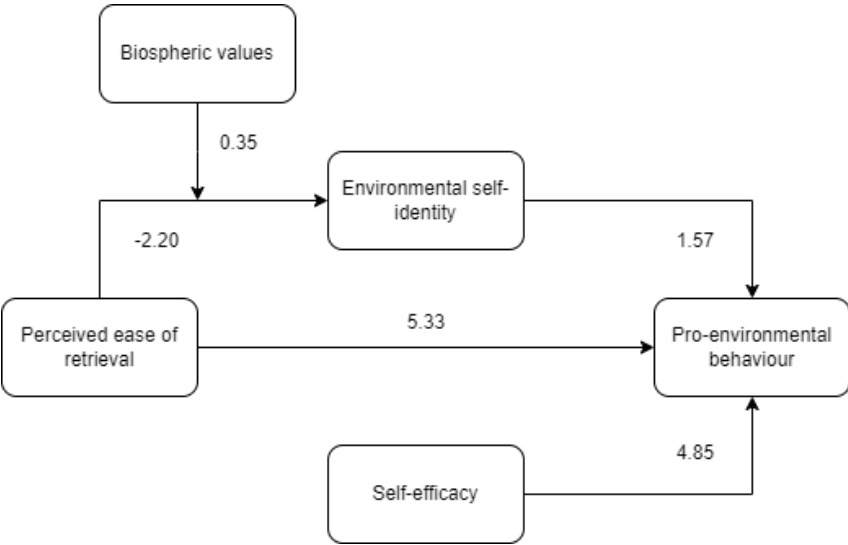 Biospheric values
0.35
Environmental self-
identity
-2.20
1.57
Perceived ease of
retrieval
5.33
Pro-environmental
behaviour
4.85
Self-efficacy